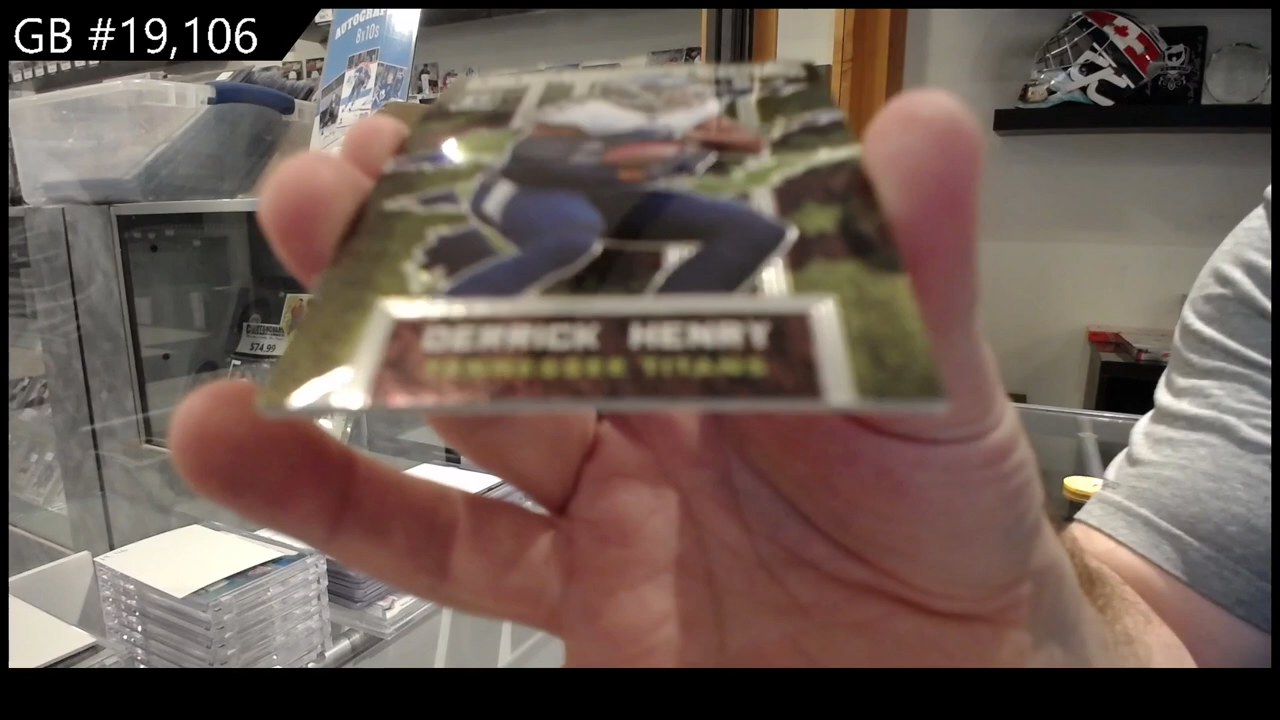 GB #19,106
AUTOGRAPH
8x10s
$74.99
DERRICK HENRY
TENNESSEE TITANS